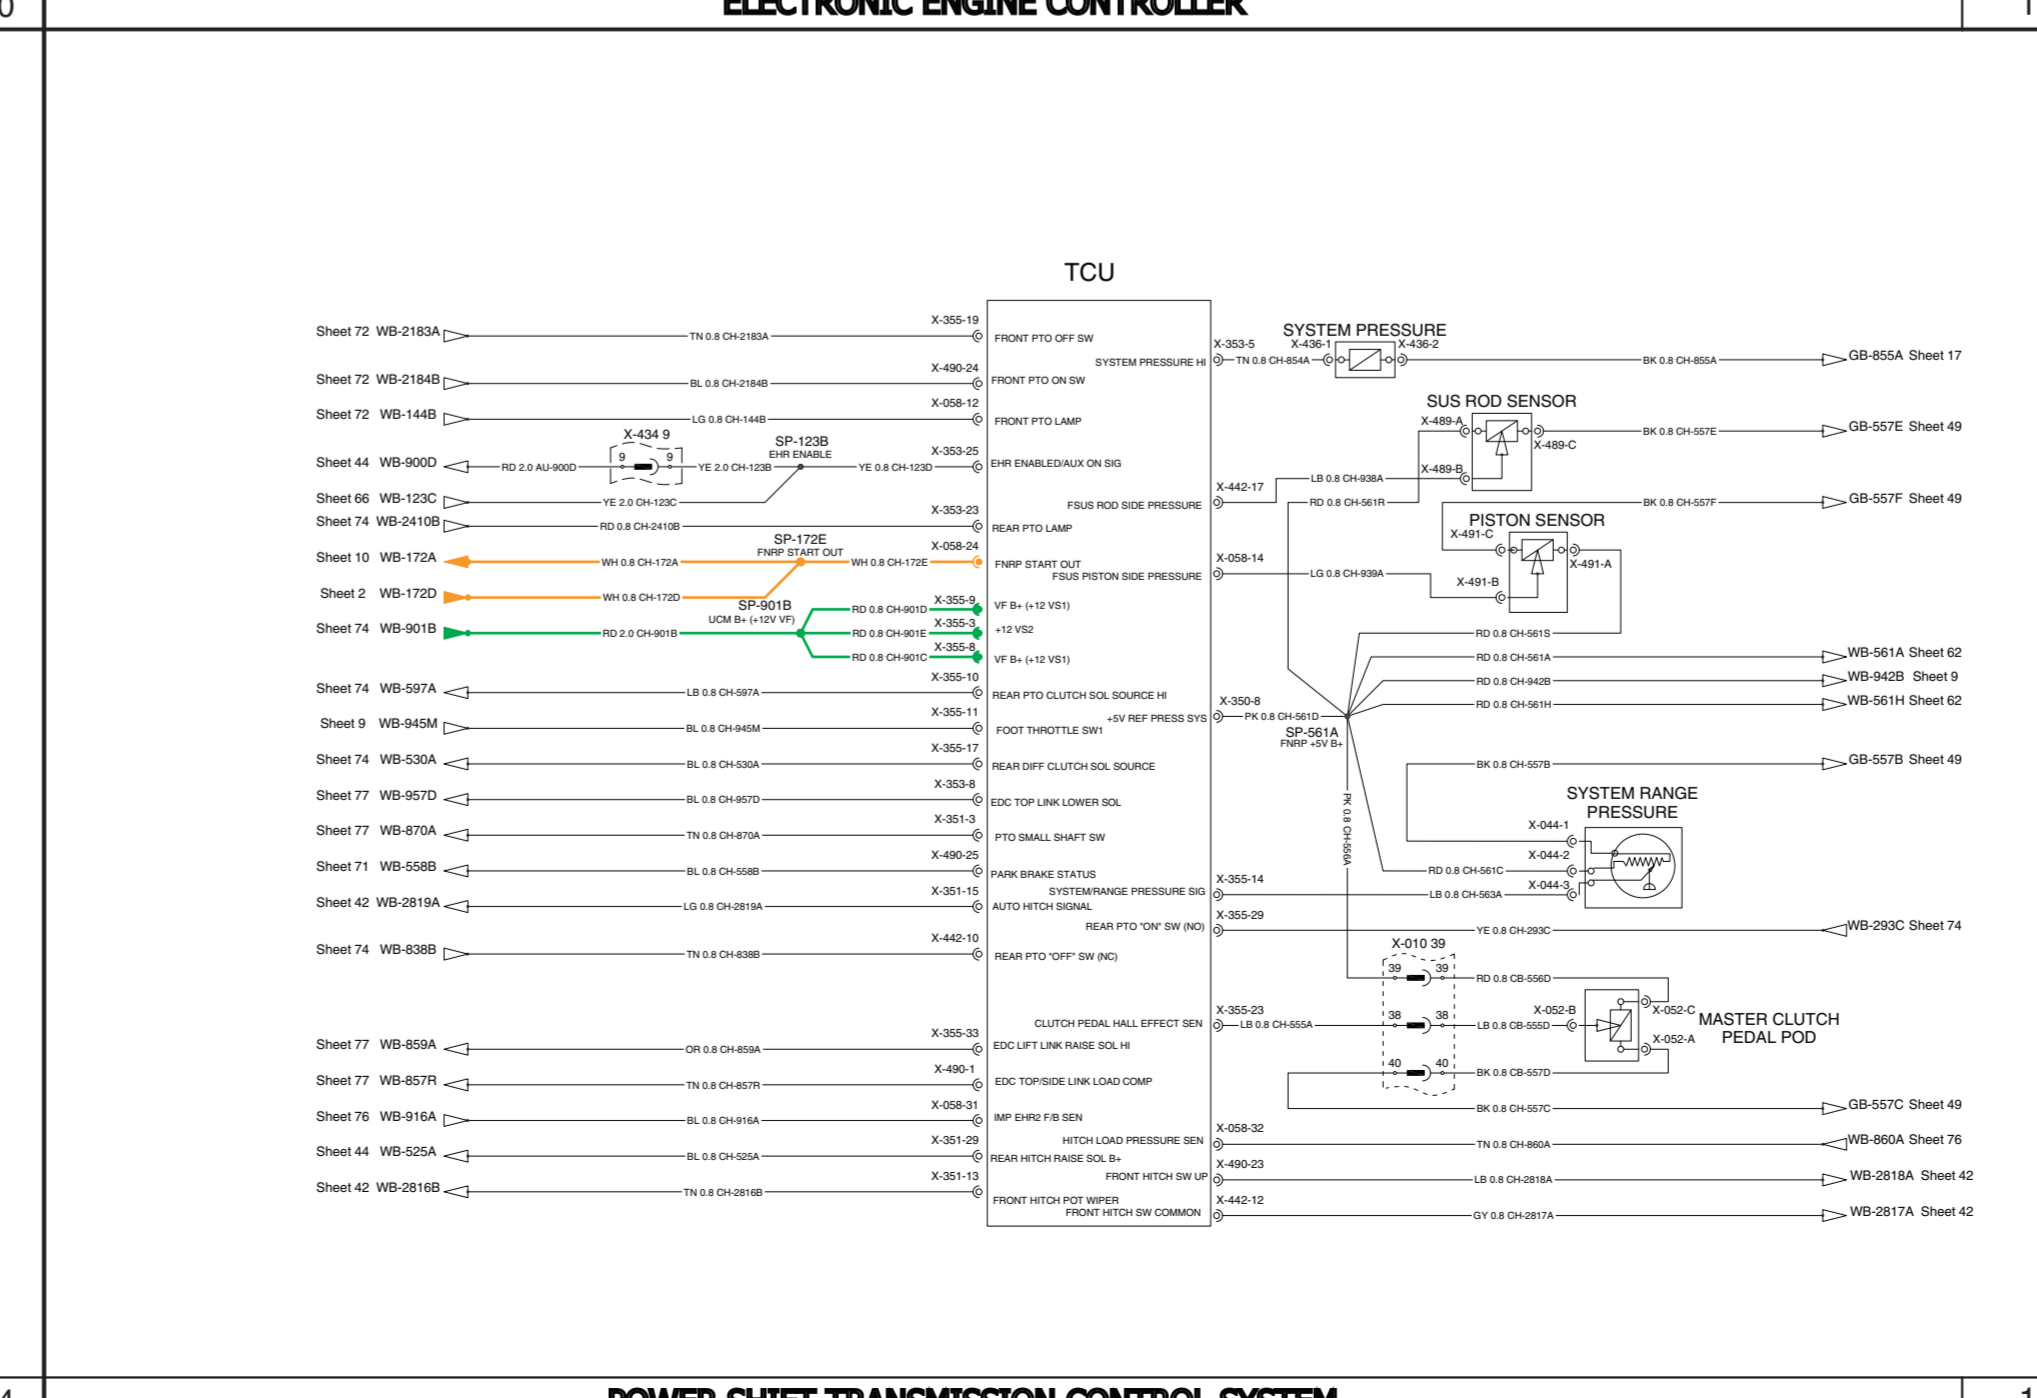 ELECTRONIC ENGINE CONTROLLER
TCU
Sheet 72 WB-2183A TN 0.8 CH-2183A X-355-19 FRONT PTO OFF SW
Sheet 72 WB-2184B BL 0.8 CH-2184B X-490-24 FRONT PTO ON SW
Sheet 72 WB-144B LG 0.8 CH-144B X-058-12 FRONT PTO LAMP
X-434 9
9 9
SP-123B
EHR ENABLE
Sheet 44 WB-900D RD 2.0 AU-900D YE 2.0 CH-123B YE 0.8 CH-123D X-353-25 EHR ENABLED/AUX ON SIG
Sheet 66 WB-123C YE 2.0 CH-123C
Sheet 74 WB-2410B RD 0.8 CH-2410B X-353-23 REAR PTO LAMP
SP-172E
FNRP START OUT
Sheet 10 WB-172A WH 0.8 CH-172A WH 0.8 CH-172E X-058-24 FNRP START OUT
Sheet 2 WB-172D WH 0.8 CH-172D
SP-901B
UCM B+ (+12V VF)
RD 0.8 CH-901D X-355-9 VF B+ (+12 VS1)
Sheet 74 WB-901B RD 2.0 CH-901B RD 0.8 CH-901E X-355-3 +12 VS2
RD 0.8 CH-901C X-355-8 VF B+ (+12 VS1)
Sheet 74 WB-597A LB 0.8 CH-597A X-355-10 REAR PTO CLUTCH SOL SOURCE HI
Sheet 9 WB-945M BL 0.8 CH-945M X-355-11 FOOT THROTTLE SW1
Sheet 74 WB-530A BL 0.8 CH-530A X-355-17 REAR DIFF CLUTCH SOL SOURCE
Sheet 77 WB-957D BL 0.8 CH-957D X-353-8 EDC TOP LINK LOWER SOL
Sheet 77 WB-870A TN 0.8 CH-870A X-351-3 PTO SMALL SHAFT SW
Sheet 71 WB-558B BL 0.8 CH-558B X-490-25 PARK BRAKE STATUS
Sheet 42 WB-2819A LG 0.8 CH-2819A X-351-15 AUTO HITCH SIGNAL
Sheet 74 WB-838B TN 0.8 CH-838B X-442-10 REAR PTO "OFF" SW (NC)
Sheet 77 WB-859A OR 0.8 CH-859A X-355-33 EDC LIFT LINK RAISE SOL HI
Sheet 77 WB-857R TN 0.8 CH-857R X-490-1 EDC TOP/SIDE LINK LOAD COMP
Sheet 76 WB-916A BL 0.8 CH-916A X-058-31 IMP EHR2 F/B SEN
Sheet 44 WB-525A BL 0.8 CH-525A X-351-29 REAR HITCH RAISE SOL B+
Sheet 42 WB-2816B TN 0.8 CH-2816B X-351-13 FRONT HITCH POT WIPER
SYSTEM PRESSURE
SYSTEM PRESSURE HI X-353-5 TN 0.8 CH-854A X-436-1 X-436-2 BK 0.8 CH-855A GB-855A Sheet 17
SUS ROD SENSOR
X-489-A X-489-C BK 0.8 CH-557E GB-557E Sheet 49
X-489-B
FSUS ROD SIDE PRESSURE X-442-17 LB 0.8 CH-938A
RD 0.8 CH-561R BK 0.8 CH-557F GB-557F Sheet 49
PISTON SENSOR
X-491-C X-491-A
FSUS PISTON SIDE PRESSURE X-058-14 LG 0.8 CH-939A X-491-B
RD 0.8 CH-561S
RD 0.8 CH-561A WB-561A Sheet 62
RD 0.8 CH-942B WB-942B Sheet 9
RD 0.8 CH-561H WB-561H Sheet 62
+5V REF PRESS SYS X-350-8 PK 0.8 CH-561D
SP-561A
FNRP +5V B+
PK 0.8 CH-556A
BK 0.8 CH-557B GB-557B Sheet 49
SYSTEM RANGE
PRESSURE
X-044-1
X-044-2
RD 0.8 CH-561C
SYSTEM/RANGE PRESSURE SIG X-355-14 LB 0.8 CH-563A X-044-3
REAR PTO "ON" SW (NO) X-355-29 YE 0.8 CH-293C WB-293C Sheet 74
X-010 39
39 39 RD 0.8 CB-556D
CLUTCH PEDAL HALL EFFECT SEN X-355-23 LB 0.8 CH-555A 38 38 LB 0.8 CB-555D X-052-B X-052-C
MASTER CLUTCH
PEDAL POD
X-052-A
40 40 BK 0.8 CB-557D
BK 0.8 CH-557C GB-557C Sheet 49
HITCH LOAD PRESSURE SEN X-058-32 TN 0.8 CH-860A WB-860A Sheet 76
FRONT HITCH SW UP X-490-23 LB 0.8 CH-2818A WB-2818A Sheet 42
FRONT HITCH SW COMMON X-442-12 GY 0.8 CH-2817A WB-2817A Sheet 42
POWER SHIFT TRANSMISSION CONTROL SYSTEM